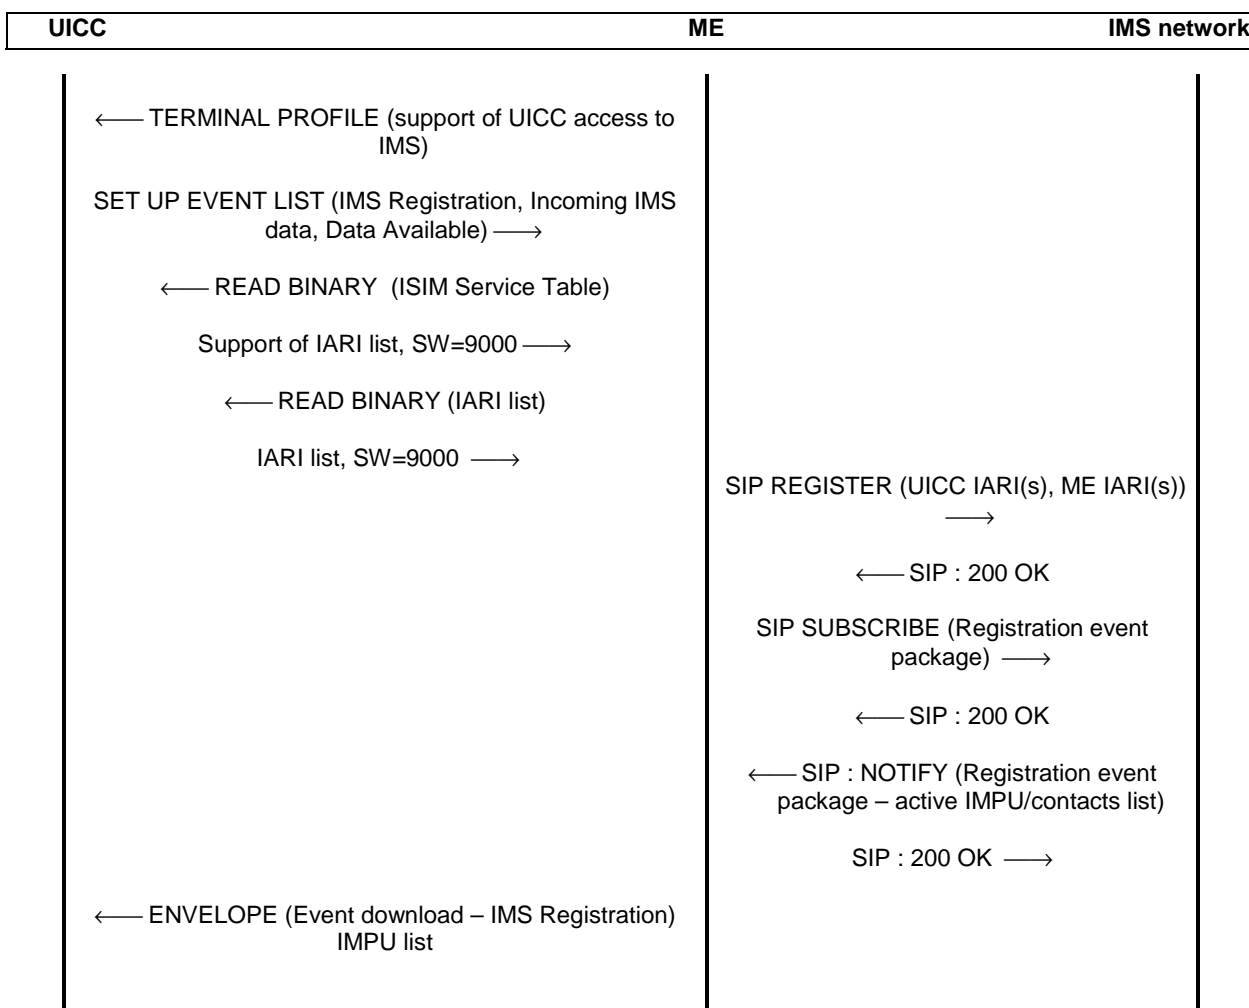 UICC ME IMS network
← TERMINAL PROFILE (support of UICC access to
IMS)
SET UP EVENT LIST (IMS Registration, Incoming IMS
data, Data Available) →
← READ BINARY (ISIM Service Table)
Support of IARI list, SW=9000 →
← READ BINARY (IARI list)
IARI list, SW=9000 →
SIP REGISTER (UICC IARI(s), ME IARI(s))
→
← SIP : 200 OK
SIP SUBSCRIBE (Registration event
package) →
← SIP : 200 OK
← SIP : NOTIFY (Registration event
package – active IMPU/contacts list)
SIP : 200 OK →
← ENVELOPE (Event download – IMS Registration)
IMPU list